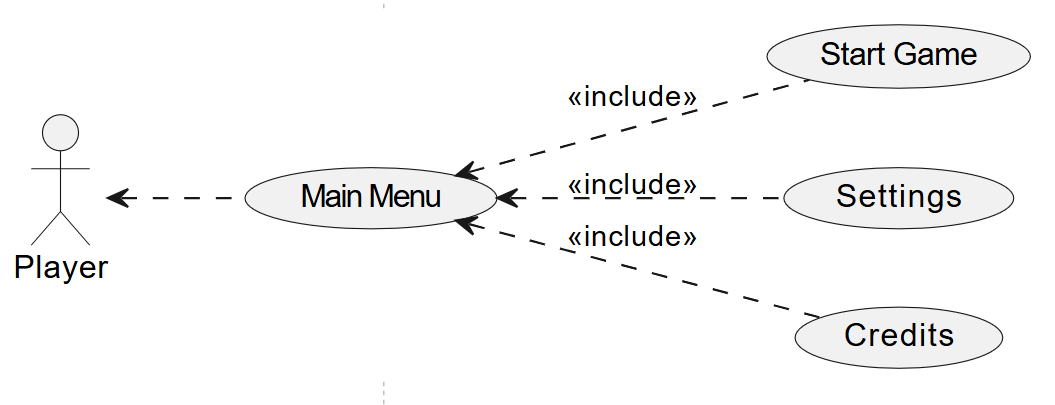 Start Game
«include»
Main Menu
«include»
Settings
«include»
Player
Credits